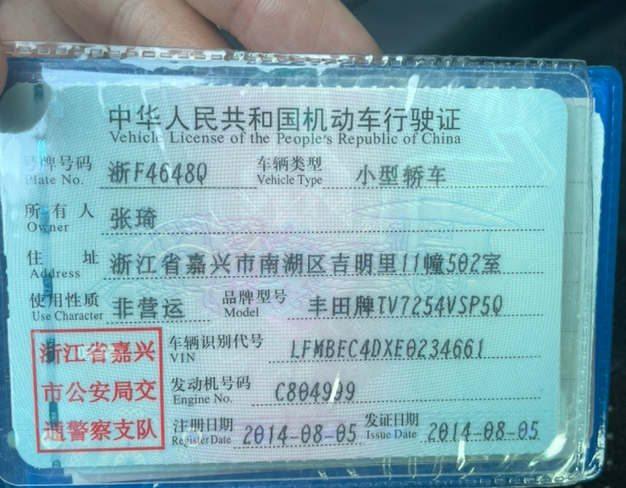 中华人民共和国机动车行驶证
Vehicle License of the People's Republic of China
号牌号码 浙F4648Q 车辆类型 小型轿车
Plate No. Vehicle Type
所有人 张琦
Owner
住址 浙江省嘉兴市南湖区吉明里11幢502室
Address
使用性质 非营运 品牌型号 丰田牌TV7254VSP5Q
Use Character Model
浙江省嘉兴
市公安局交
通警察支队
车辆识别代号 LFMBEC4DXE0234661
VIN
发动机号码 C804999
Engine No.
注册日期 2014-08-05 发证日期 2014-08-05
Register Date Issue Date